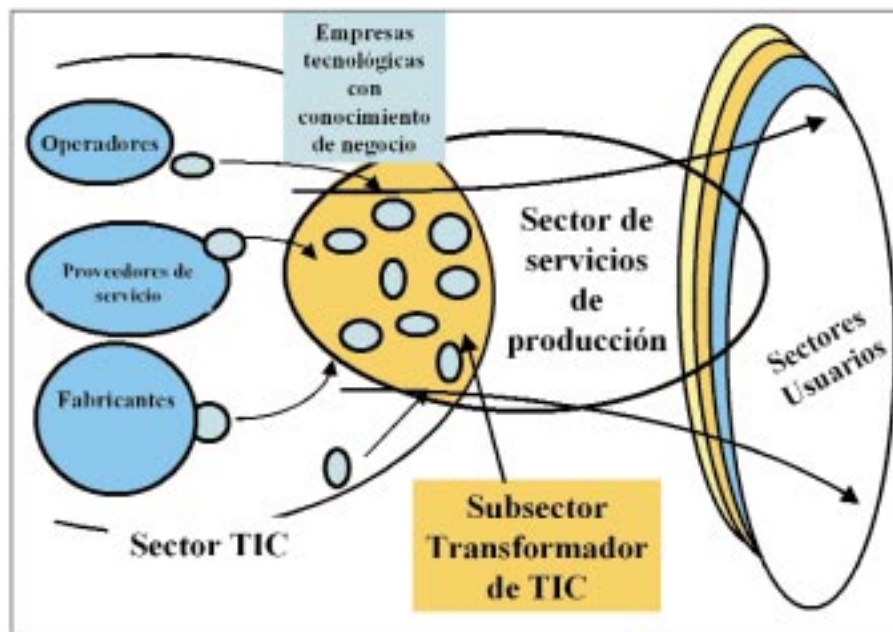 Empresas
tecnológicas
con
conocimiento
de negocio
Operadores
Proveedores de
servicio
Fabricantes
Sector de
servicios
de
producción
Sectores
Usuarios
Sector TIC
Subsector
Transformador
de TIC